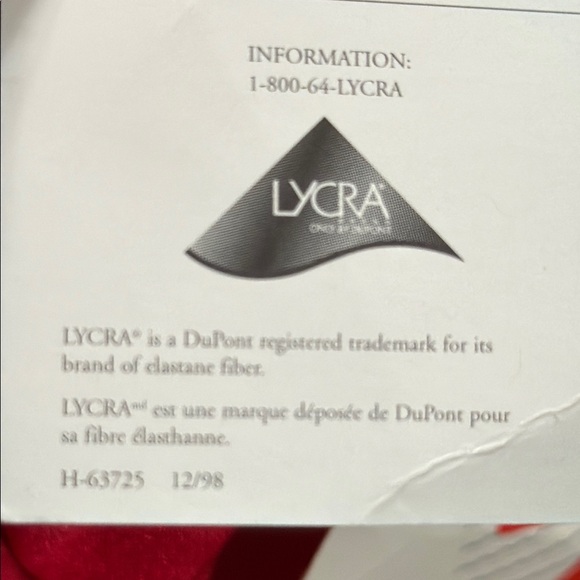 INFORMATION:
1-800-64-LYCRA
LYCRA®
ONLY BY DUPONT
LYCRA® is a DuPont registered trademark for its
brand of elastane fiber.
LYCRAᵐᵈ est une marque déposée de DuPont pour
sa fibre élasthanne.
H-63725 12/98